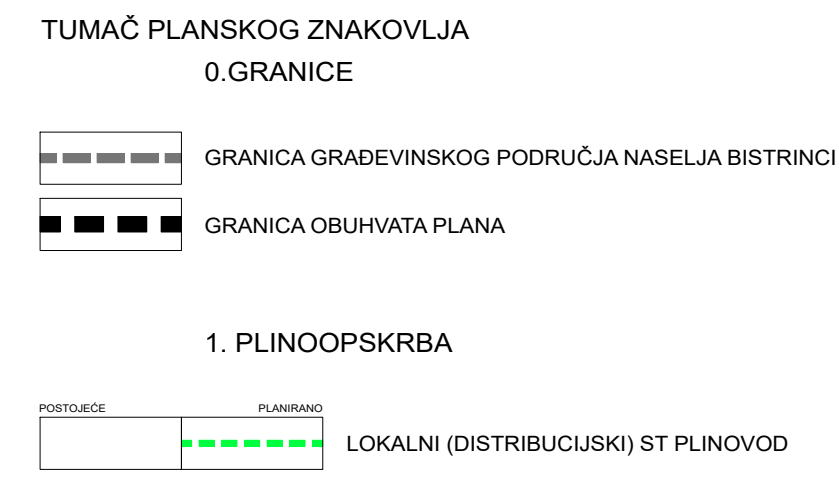 TUMAČ PLANSKOG ZNAKOVLJA
0.GRANICE
GRANICA GRAĐEVINSKOG PODRUČJA NASELJA BISTRINCI
GRANICA OBUHVATA PLANA
1. PLINOOPSKRBA
POSTOJEĆE PLANIRANO
LOKALNI (DISTRIBUCIJSKI) ST PLINOVOD